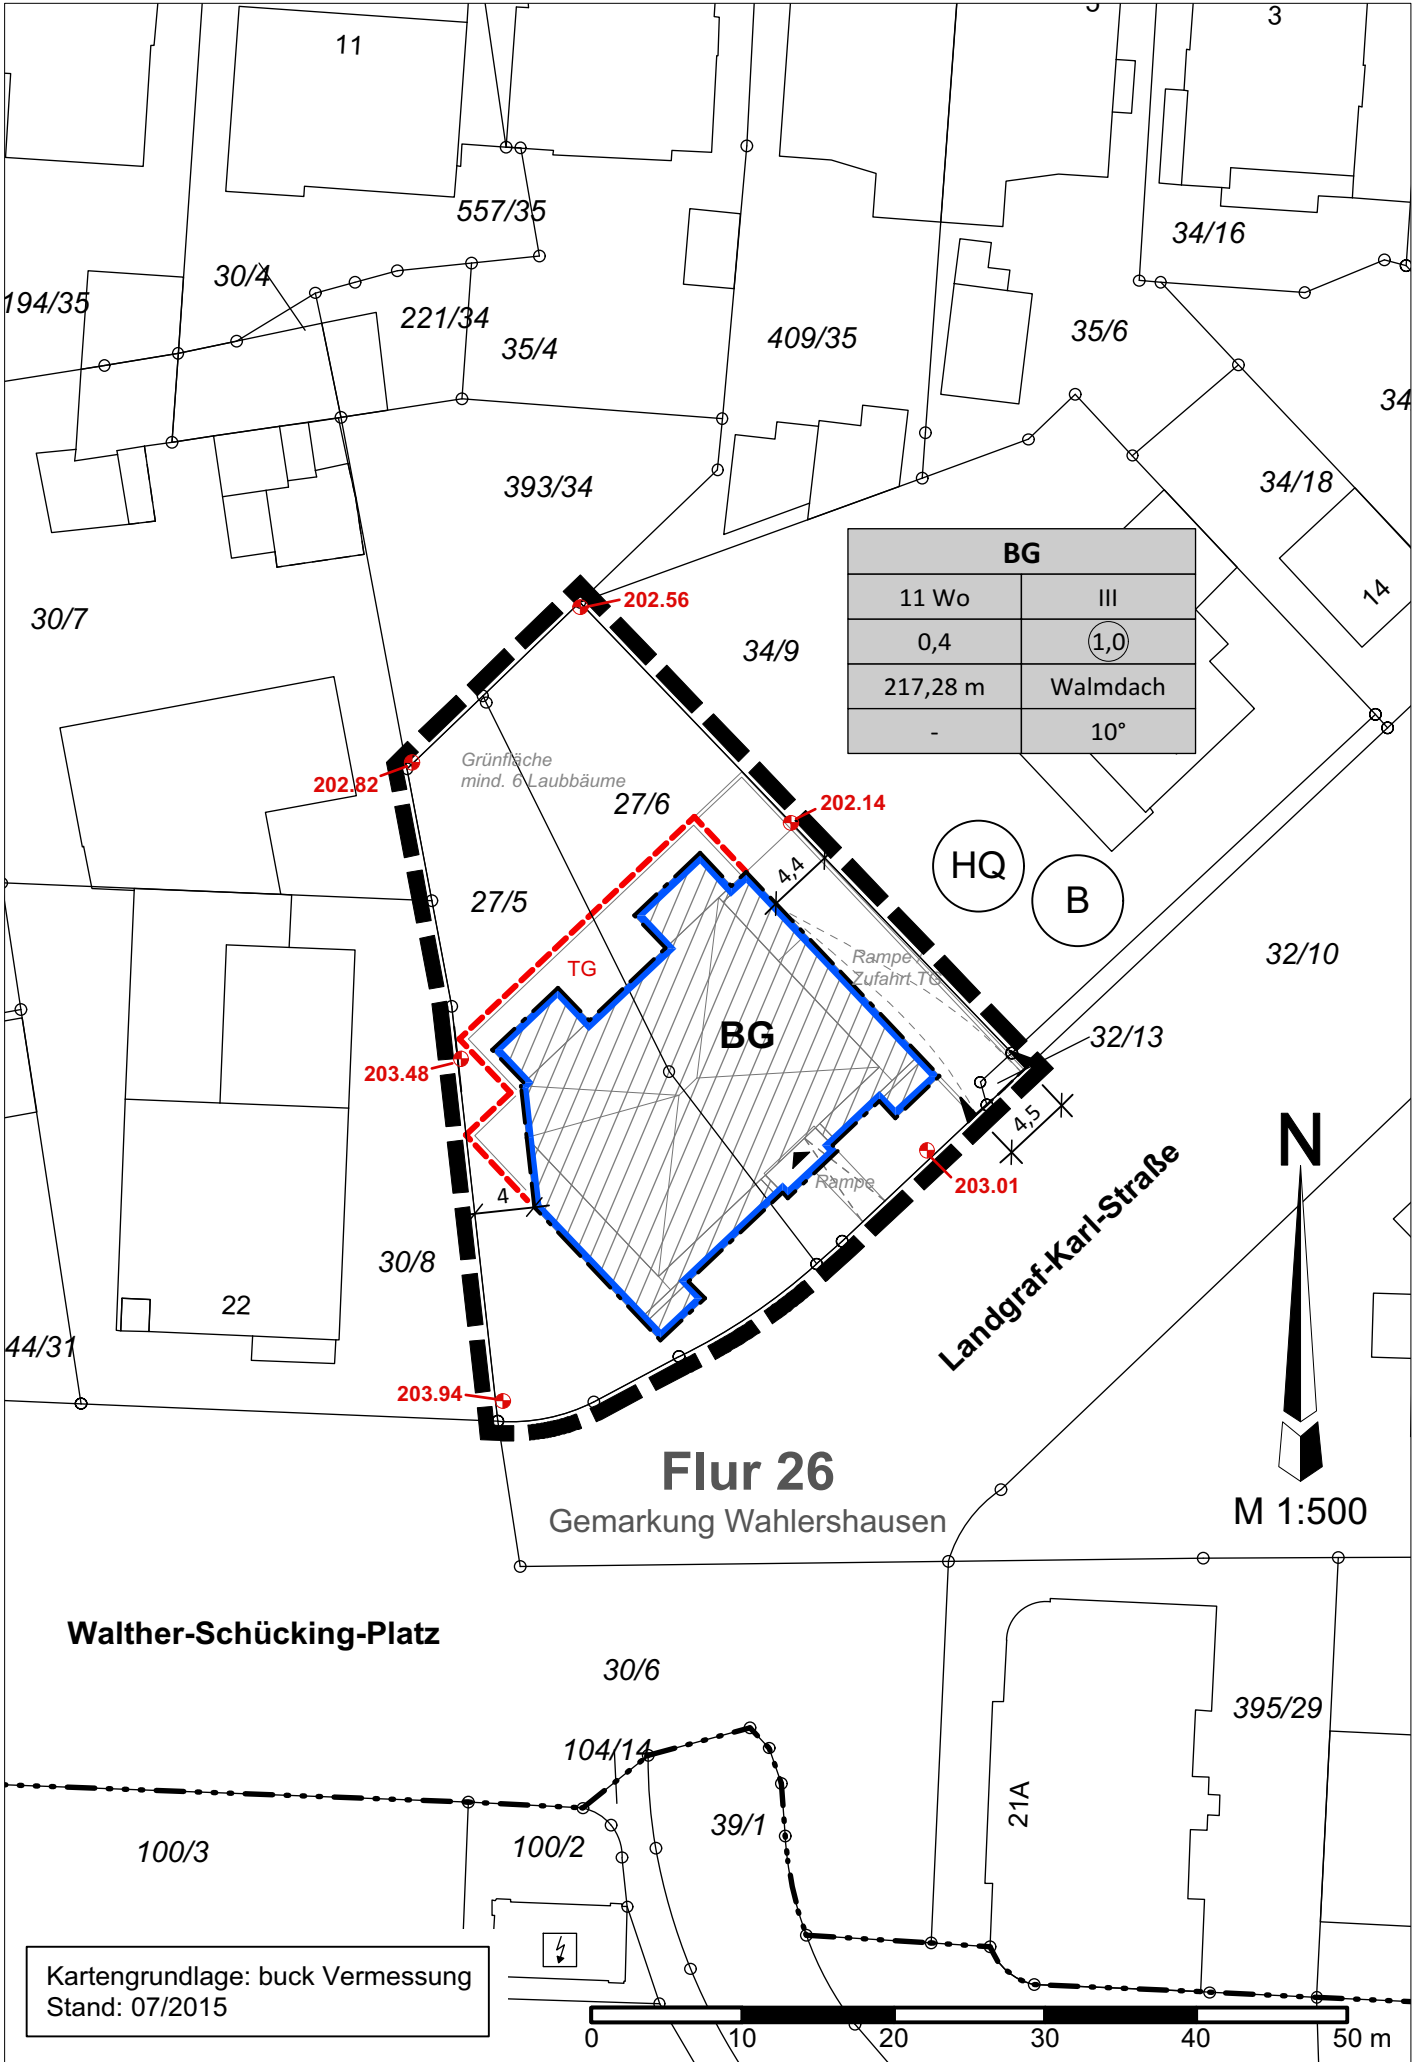 11
3
557/35
34/16
30/4
194/35
221/34
35/4
409/35
35/6
34
393/34
34/18
BG
11 Wo III
0,4 1,0
217,28 m Walmdach
- 10°
14
30/7
202.56
34/9
Grünfläche
mind. 6 Laubbäume
202.82
27/6
202.14
4,4
HQ
B
27/5
TG
Rampe
Zufahrt TG
32/10
BG
32/13
203.48
4,5
N
203.01
Rampe
4
Landgraf-Karl-Straße
30/8
22
44/31
203.94
Flur 26
Gemarkung Wahlershausen
M 1:500
Walther-Schücking-Platz
30/6
395/29
104/14
21A
39/1
100/3
100/2
Kartengrundlage: buck Vermessung
Stand: 07/2015
0 10 20 30 40 50 m